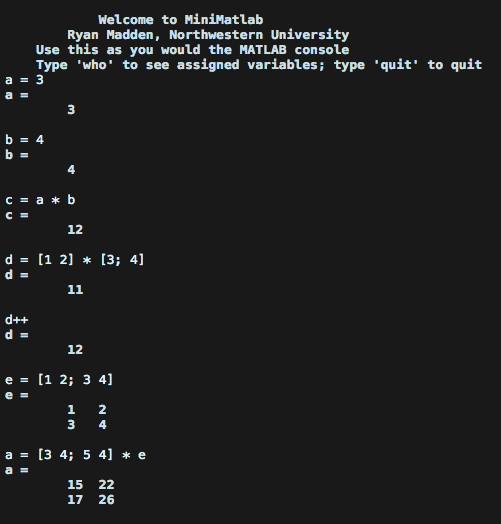 Welcome to MiniMatlab
Ryan Madden, Northwestern University
Use this as you would the MATLAB console
Type 'who' to see assigned variables; type 'quit' to quit
a = 3
a =
3
b = 4
b =
4
c = a * b
c =
12
d = [1 2] * [3; 4]
d =
11
d++
d =
12
e = [1 2; 3 4]
e =
1 2
3 4
a = [3 4; 5 4] * e
a =
15 22
17 26